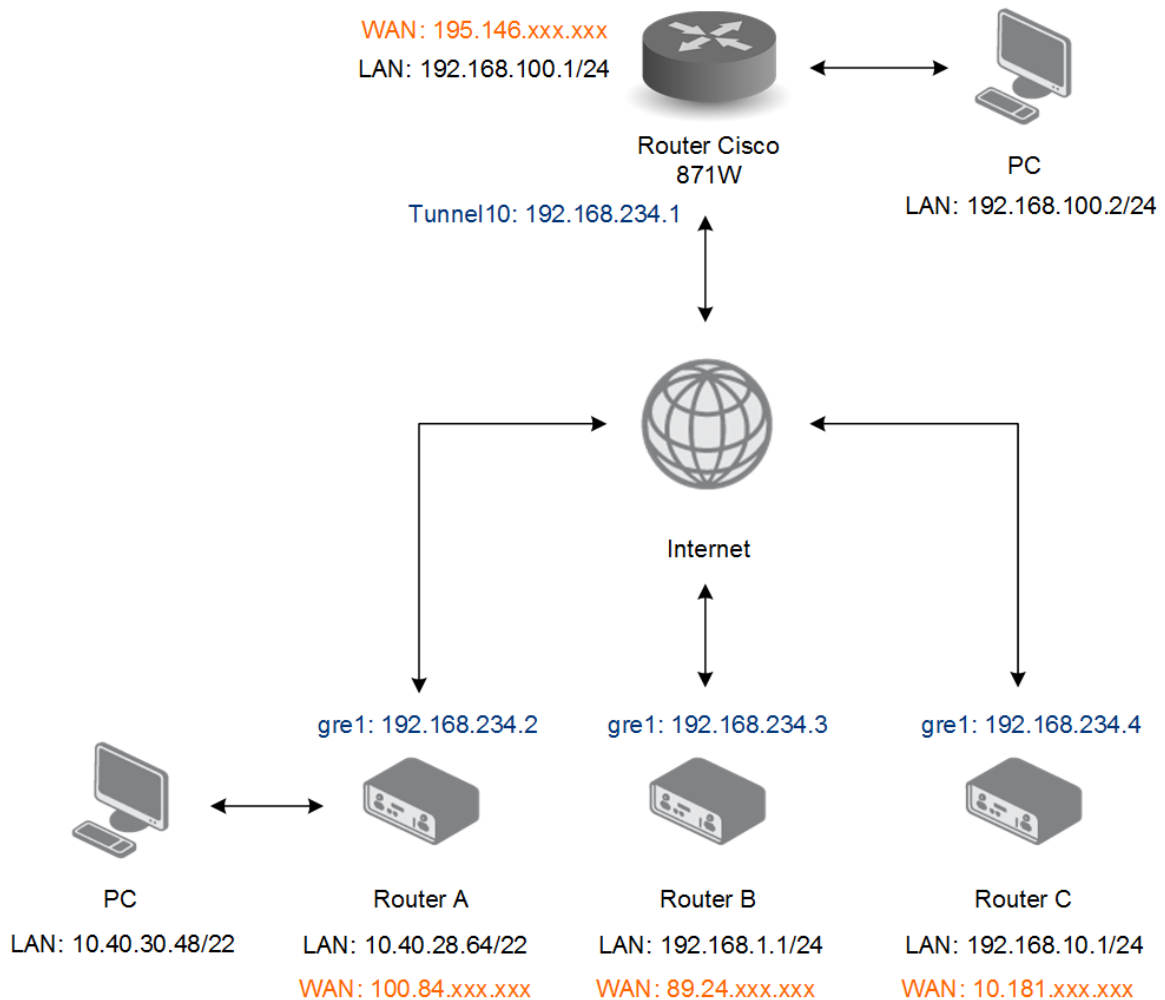 WAN: 195.146.xxx.xxx
LAN: 192.168.100.1/24
Router Cisco
871W
PC
LAN: 192.168.100.2/24
Tunnel10: 192.168.234.1
Internet
gre1: 192.168.234.2
gre1: 192.168.234.3
gre1: 192.168.234.4
PC
Router A
Router B
Router C
LAN: 10.40.30.48/22
LAN: 10.40.28.64/22
LAN: 192.168.1.1/24
LAN: 192.168.10.1/24
WAN: 100.84.xxx.xxx
WAN: 89.24.xxx.xxx
WAN: 10.181.xxx.xxx